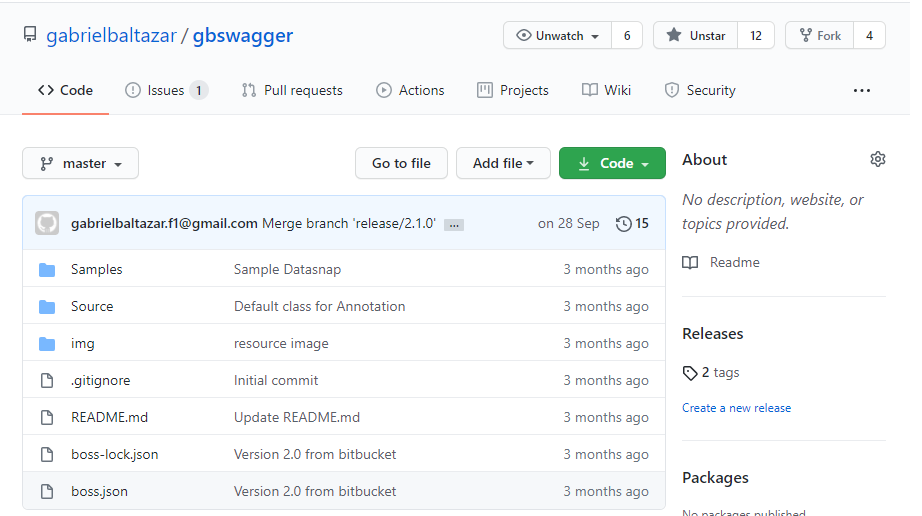 gabrielbaltazar / gbswagger
Unwatch 6
Unstar 12
Fork 4
Code
Issues 1
Pull requests
Actions
Projects
Wiki
Security
...
master
Go to file
Add file
Code
gabrielbaltazar.f1@gmail.com Merge branch 'release/2.1.0' ... on 28 Sep 15
Samples Sample Datasnap 3 months ago
Source Default class for Annotation 3 months ago
img resource image 3 months ago
.gitignore Initial commit 3 months ago
README.md Update README.md 3 months ago
boss-lock.json Version 2.0 from bitbucket 3 months ago
boss.json Version 2.0 from bitbucket 3 months ago
About
No description, website, or
topics provided.
Readme
Releases
2 tags
Create a new release
Packages
No packages published